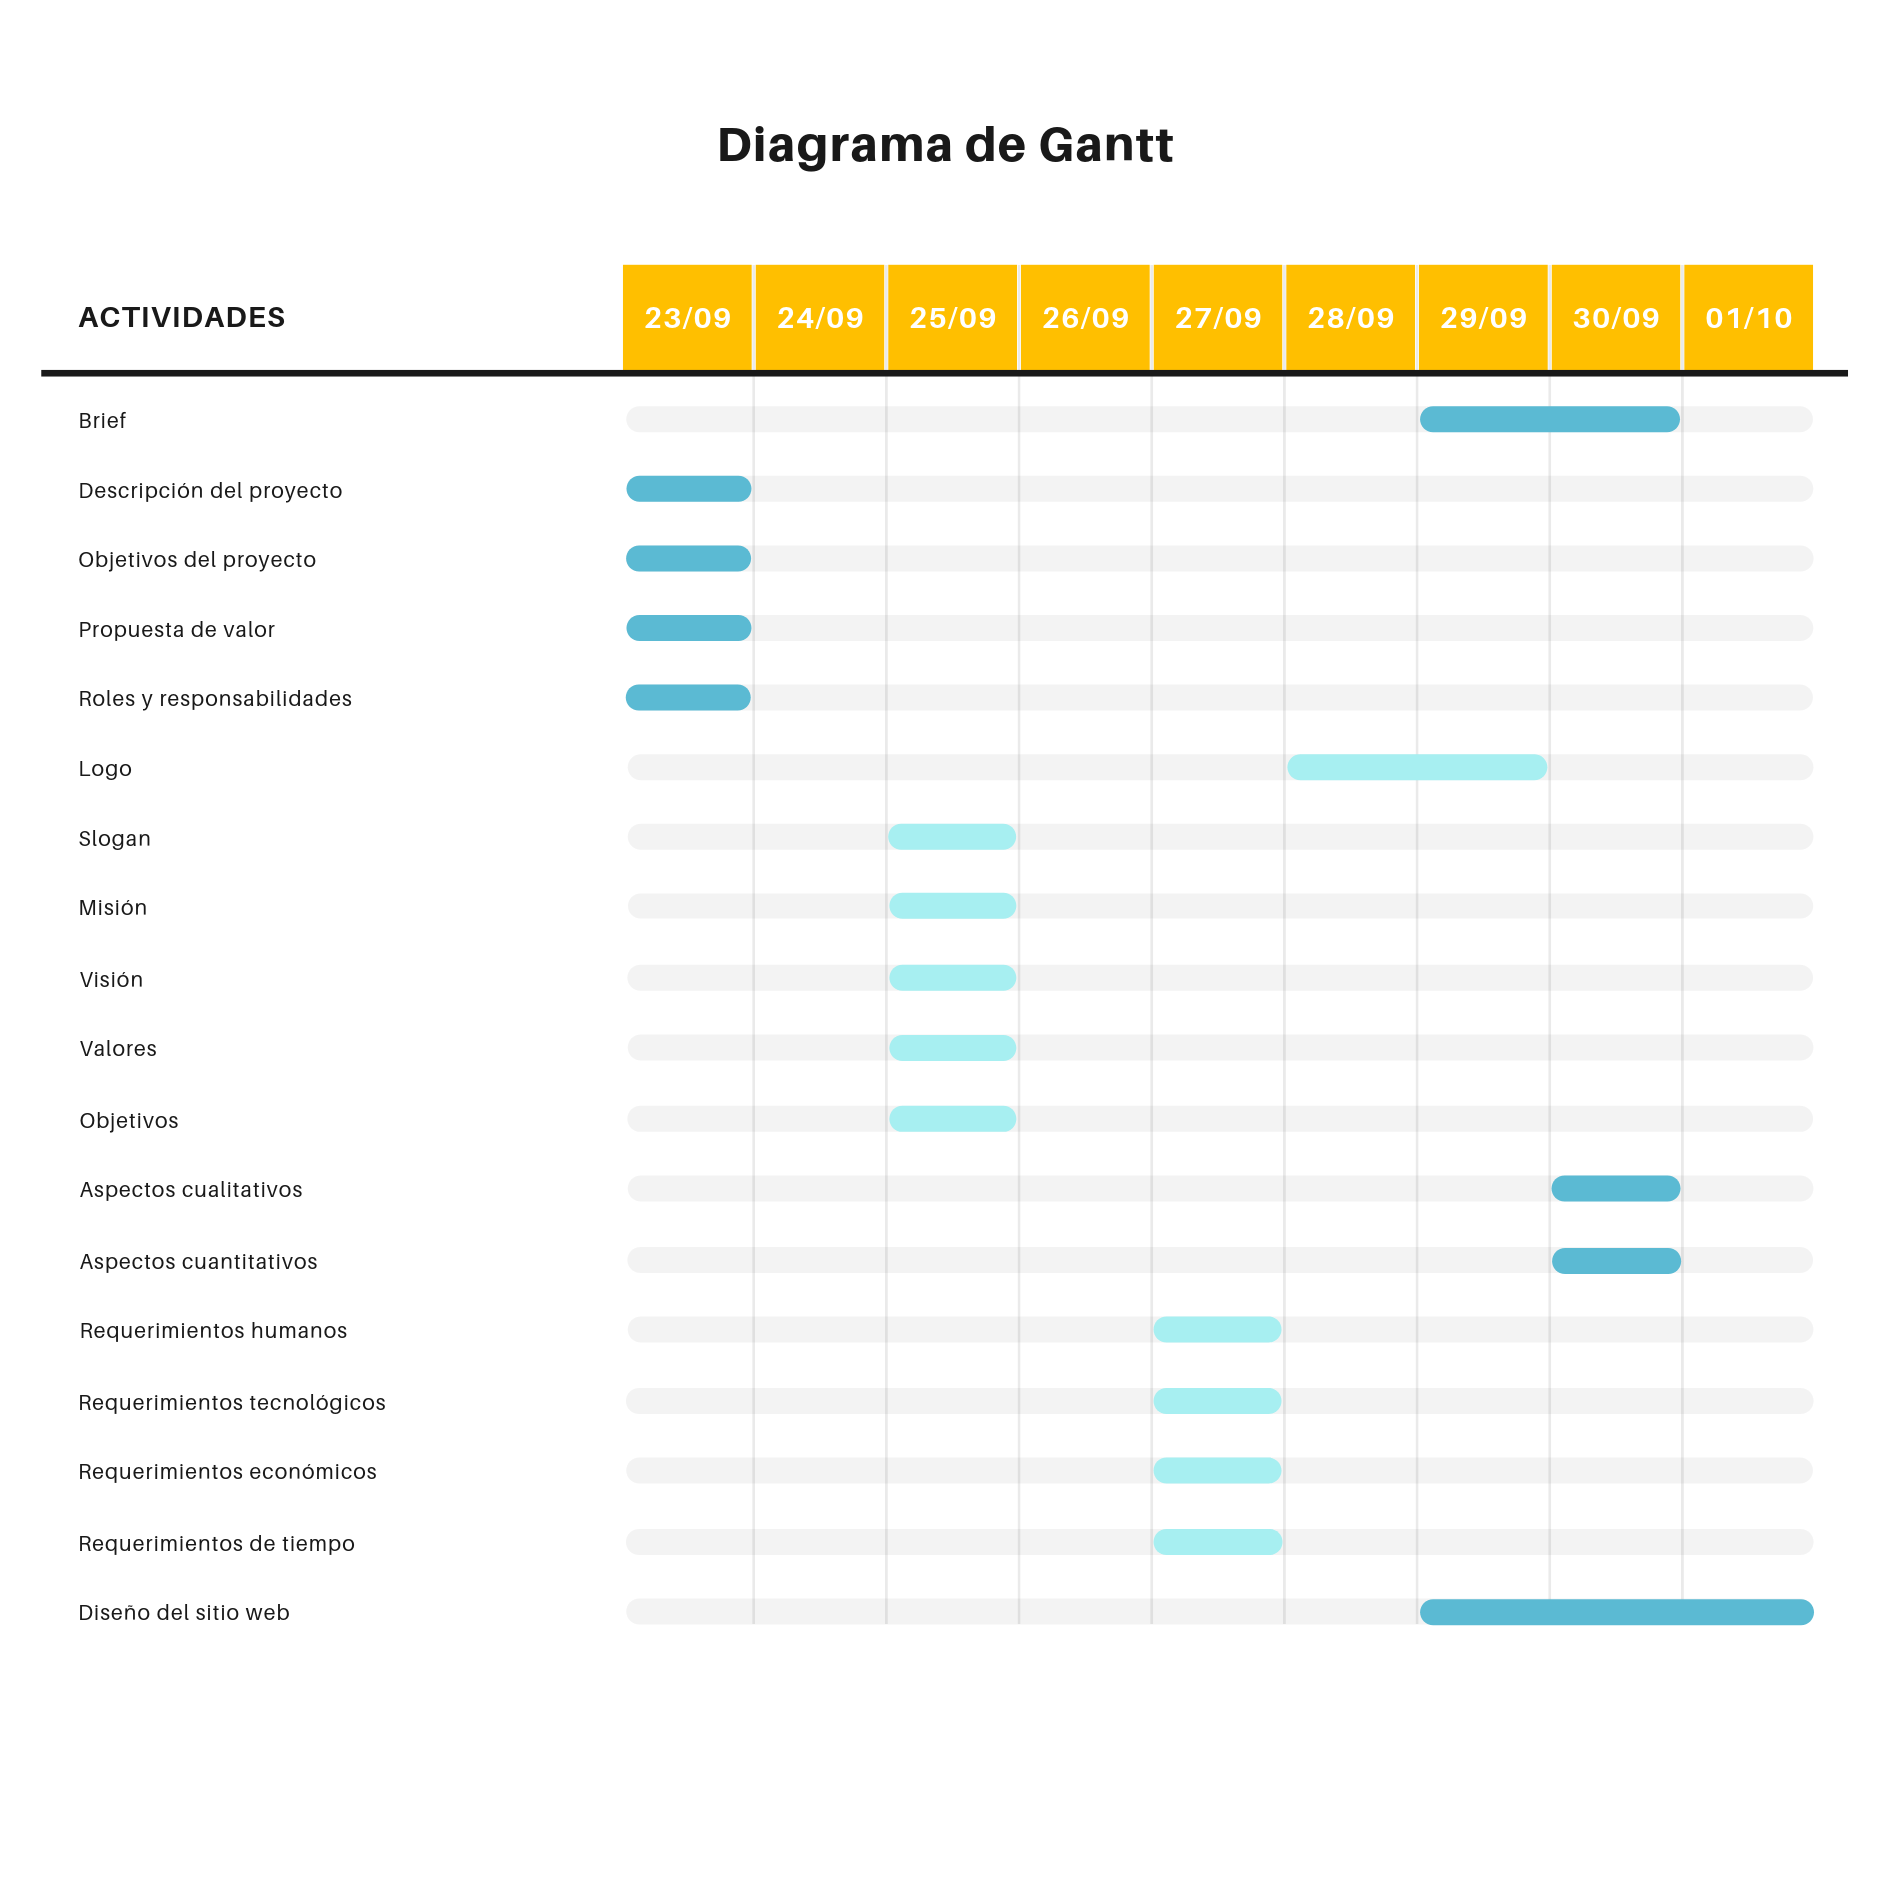 Diagrama de Gantt
ACTIVIDADES 23/09 24/09 25/09 26/09 27/09 28/09 29/09 30/09 01/10
Brief
Descripción del proyecto
Objetivos del proyecto
Propuesta de valor
Roles y responsabilidades
Logo
Slogan
Misión
Visión
Valores
Objetivos
Aspectos cualitativos
Aspectos cuantitativos
Requerimientos humanos
Requerimientos tecnológicos
Requerimientos económicos
Requerimientos de tiempo
Diseño del sitio web